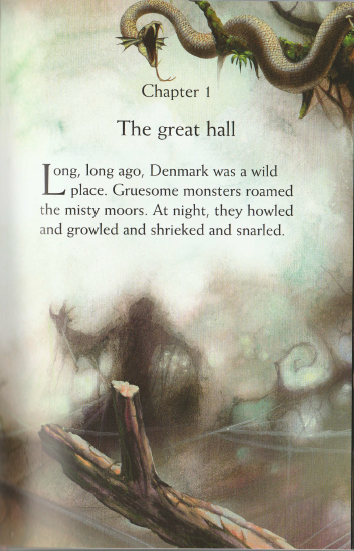 Chapter 1
The great hall
Long, long ago, Denmark was a wild
place. Gruesome monsters roamed
the misty moors. At night, they howled
and growled and shrieked and snarled.